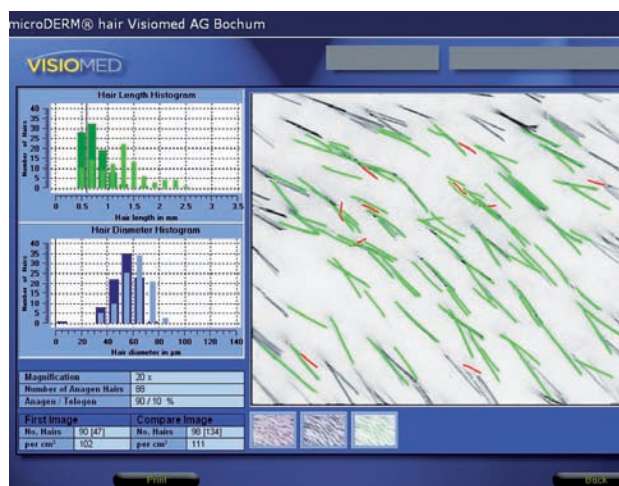 microDERM® hair Visiomed AG Bochum
VISIOMED
Hair Length Histogram
Number of Hairs
40
35
30
25
20
15
10
5
0
0 0.5 1 1.5 2 2.5 3 3.5
Hair length in mm
Hair Diameter Histogram
Number of Hairs
40
35
30
25
20
15
10
5
0
0 20 40 60 80 100 120 140
Hair diameter in µm
Magnification 20 x
Number of Anagen Hairs 88
Anagen / Telogen 90 / 10 %
First Image Compare Image
No. Hairs 90 [47] No. Hairs 98 [134]
per cm² 102 per cm² 111
Print Back